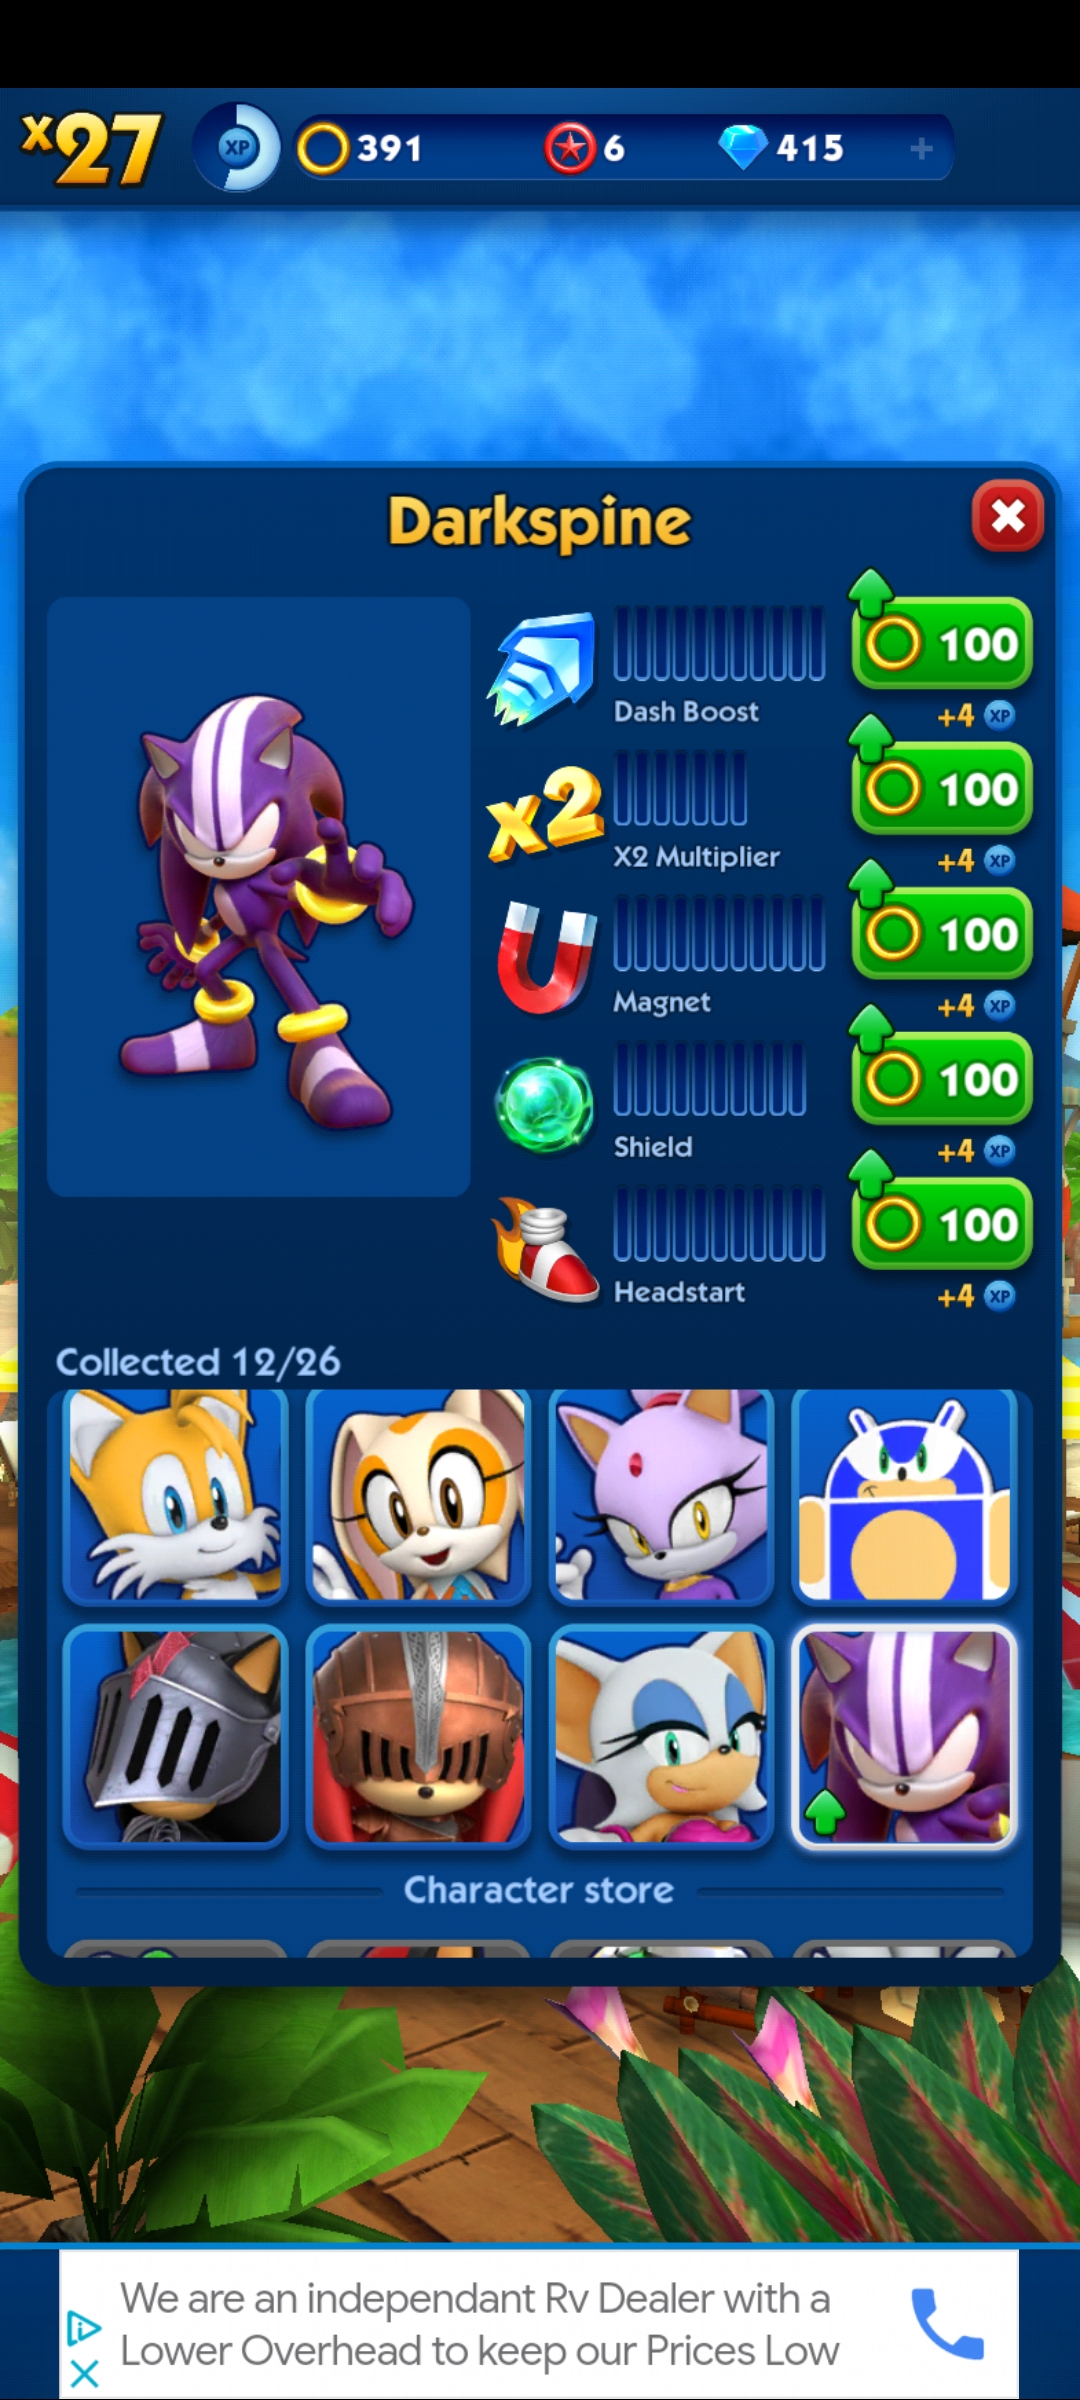 x27 XP 391 6 415 +
Darkspine
100
Dash Boost
+4 XP
x2
100
X2 Multiplier
+4 XP
100
Magnet
+4 XP
100
Shield
+4 XP
100
Headstart
+4 XP
Collected 12/26
Character store
We are an independant Rv Dealer with a
Lower Overhead to keep our Prices Low